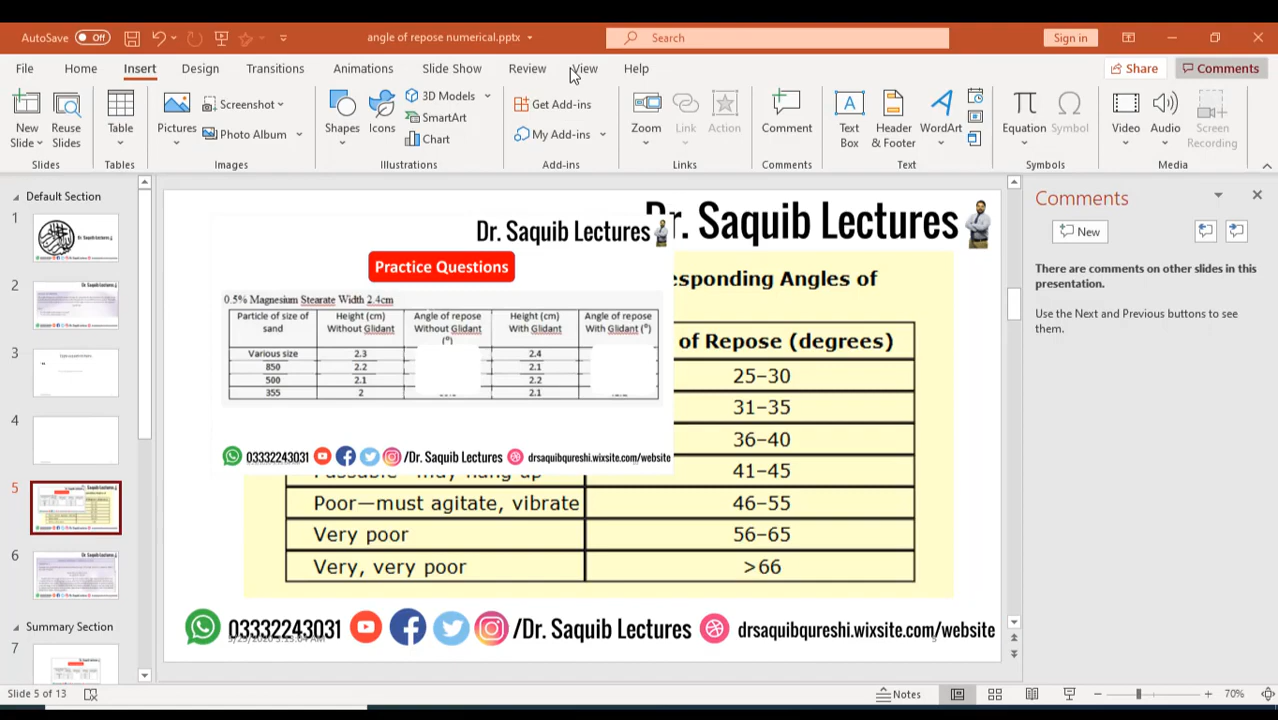 AutoSave Off
angle of repose numerical.pptx
Search
Sign in
File Home Insert Design Transitions Animations Slide Show Review View Help
Share Comments
New Slide
Reuse Slides
Table
Pictures
Screenshot
Photo Album
Shapes
Icons
3D Models
SmartArt
Chart
Get Add-ins
My Add-ins
Zoom
Link
Action
Comment
Text Box
Header & Footer
WordArt
Equation
Symbol
Video
Audio
Screen Recording
Slides Tables Images Illustrations Add-ins Links Comments Text Symbols Media
Default Section
1
2
3
4
5
6
Summary Section
7
Dr. Saquib Lectures
Dr. Saquib Lectures
Practice Questions
0.5% Magnesium Stearate Width 2.4cm
Particle of size of sand
Height (cm) Without Glidant
Angle of repose Without Glidant (°)
Height (cm) With Glidant
Angle of repose With Glidant (°)
Various size 2.3 2.4
850 2.2 2.1
500 2.1 2.2
355 2 2.1
03332243031 /Dr. Saquib Lectures drsaquibqureshi.wixsite.com/website
sponding Angles of
of Repose (degrees)
25–30
31–35
36–40
41–45
Poor—must agitate, vibrate 46–55
Very poor 56–65
Very, very poor >66
03332243031 /Dr. Saquib Lectures drsaquibqureshi.wixsite.com/website
Comments
New
There are comments on other slides in this
presentation.
Use the Next and Previous buttons to see
them.
Slide 5 of 13
Notes
70%